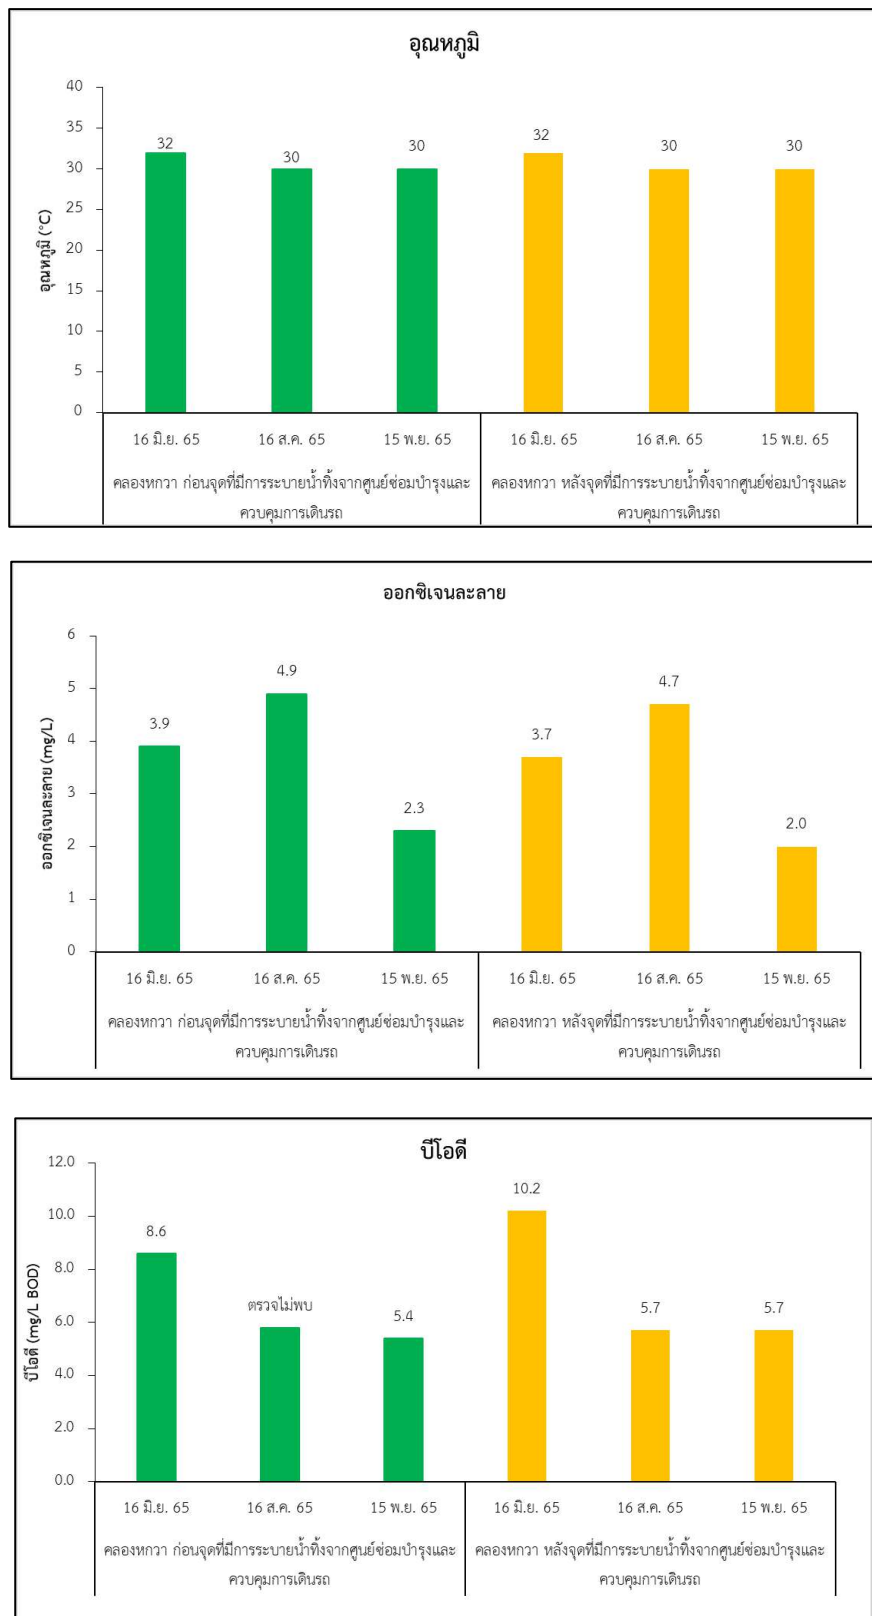 อุณหภูมิ
อุณหภูมิ (°C)
40
35
30
25
20
15
10
5
0
32
30
30
32
30
30
16 มิ.ย. 65
16 ส.ค. 65
15 พ.ย. 65
16 มิ.ย. 65
16 ส.ค. 65
15 พ.ย. 65
คลองหกวา ก่อนจุดที่มีการระบายน้ำทิ้งจากศูนย์ซ่อมบำรุงและ
ควบคุมการเดินรถ
คลองหกวา หลังจุดที่มีการระบายน้ำทิ้งจากศูนย์ซ่อมบำรุงและ
ควบคุมการเดินรถ
ออกซิเจนละลาย
ออกซิเจนละลาย (mg/L)
6
5
4
3
2
1
0
3.9
4.9
2.3
3.7
4.7
2.0
16 มิ.ย. 65
16 ส.ค. 65
15 พ.ย. 65
16 มิ.ย. 65
16 ส.ค. 65
15 พ.ย. 65
คลองหกวา ก่อนจุดที่มีการระบายน้ำทิ้งจากศูนย์ซ่อมบำรุงและ
ควบคุมการเดินรถ
คลองหกวา หลังจุดที่มีการระบายน้ำทิ้งจากศูนย์ซ่อมบำรุงและ
ควบคุมการเดินรถ
บีโอดี
บีโอดี (mg/L BOD)
12.0
10.0
8.0
6.0
4.0
2.0
0.0
8.6
ตรวจไม่พบ
5.4
10.2
5.7
5.7
16 มิ.ย. 65
16 ส.ค. 65
15 พ.ย. 65
16 มิ.ย. 65
16 ส.ค. 65
15 พ.ย. 65
คลองหกวา ก่อนจุดที่มีการระบายน้ำทิ้งจากศูนย์ซ่อมบำรุงและ
ควบคุมการเดินรถ
คลองหกวา หลังจุดที่มีการระบายน้ำทิ้งจากศูนย์ซ่อมบำรุงและ
ควบคุมการเดินรถ